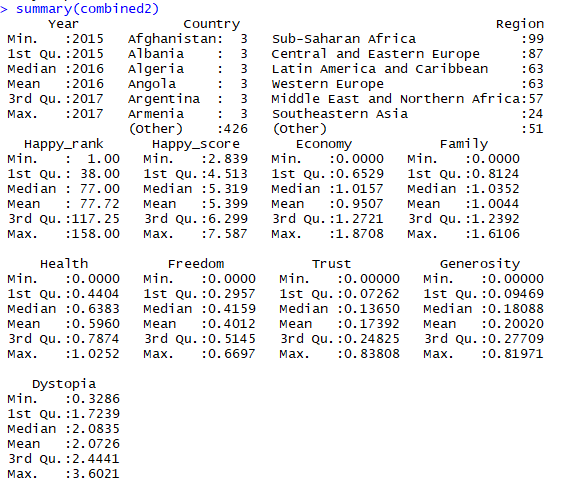 > summary(combined2)
Year Country Region
Min. :2015 Afghanistan: 3 Sub-Saharan Africa :99
1st Qu.:2015 Albania : 3 Central and Eastern Europe :87
Median :2016 Algeria : 3 Latin America and Caribbean :63
Mean :2016 Angola : 3 Western Europe :63
3rd Qu.:2017 Argentina : 3 Middle East and Northern Africa:57
Max. :2017 Armenia : 3 Southeastern Asia :24
(Other) :426 (Other) :51
Happy_rank Happy_score Economy Family
Min. : 1.00 Min. :2.839 Min. :0.0000 Min. :0.0000
1st Qu.: 38.00 1st Qu.:4.513 1st Qu.:0.6529 1st Qu.:0.8124
Median : 77.00 Median :5.319 Median :1.0157 Median :1.0352
Mean : 77.72 Mean :5.399 Mean :0.9507 Mean :1.0044
3rd Qu.:117.25 3rd Qu.:6.299 3rd Qu.:1.2721 3rd Qu.:1.2392
Max. :158.00 Max. :7.587 Max. :1.8708 Max. :1.6106
Health Freedom Trust Generosity
Min. :0.0000 Min. :0.0000 Min. :0.00000 Min. :0.00000
1st Qu.:0.4404 1st Qu.:0.2957 1st Qu.:0.07262 1st Qu.:0.09469
Median :0.6383 Median :0.4159 Median :0.13650 Median :0.18088
Mean :0.5960 Mean :0.4012 Mean :0.17392 Mean :0.20020
3rd Qu.:0.7874 3rd Qu.:0.5145 3rd Qu.:0.24825 3rd Qu.:0.27709
Max. :1.0252 Max. :0.6697 Max. :0.83808 Max. :0.81971
Dystopia
Min. :0.3286
1st Qu.:1.7239
Median :2.0835
Mean :2.0726
3rd Qu.:2.4441
Max. :3.6021